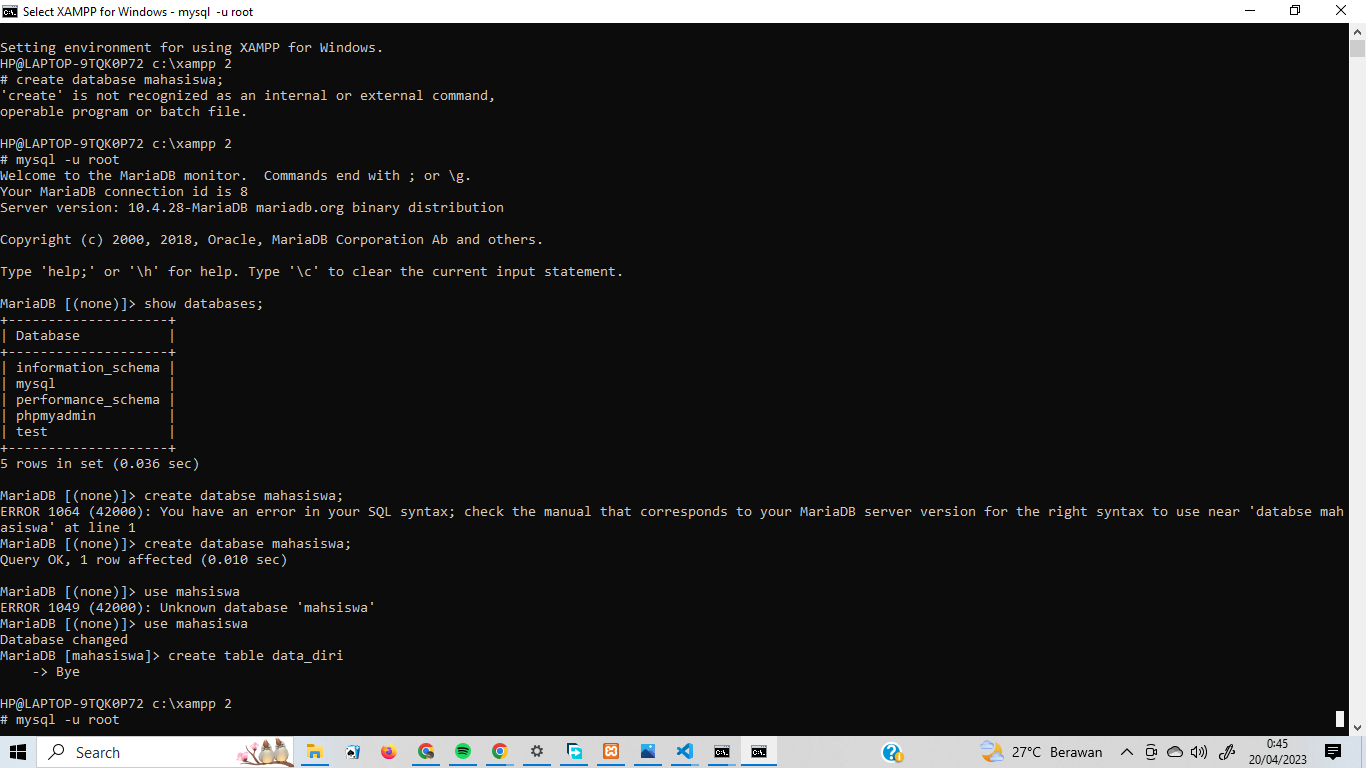 Select XAMPP for Windows - mysql  -u root
Setting environment for using XAMPP for Windows.
HP@LAPTOP-9TQK0P72 c:\xampp 2
# create database mahasiswa;
'create' is not recognized as an internal or external command,
operable program or batch file.
HP@LAPTOP-9TQK0P72 c:\xampp 2
# mysql -u root
Welcome to the MariaDB monitor.  Commands end with ; or \g.
Your MariaDB connection id is 8
Server version: 10.4.28-MariaDB mariadb.org binary distribution
Copyright (c) 2000, 2018, Oracle, MariaDB Corporation Ab and others.
Type 'help;' or '\h' for help. Type '\c' to clear the current input statement.
MariaDB [(none)]> show databases;
+--------------------+
| Database           |
+--------------------+
| information_schema |
| mysql              |
| performance_schema |
| phpmyadmin         |
| test               |
+--------------------+
5 rows in set (0.036 sec)
MariaDB [(none)]> create databse mahasiswa;
ERROR 1064 (42000): You have an error in your SQL syntax; check the manual that corresponds to your MariaDB server version for the right syntax to use near 'databse mah
asiswa' at line 1
MariaDB [(none)]> create database mahasiswa;
Query OK, 1 row affected (0.010 sec)
MariaDB [(none)]> use mahsiswa
ERROR 1049 (42000): Unknown database 'mahsiswa'
MariaDB [(none)]> use mahasiswa
Database changed
MariaDB [mahasiswa]> create table data_diri
    -> Bye
HP@LAPTOP-9TQK0P72 c:\xampp 2
# mysql -u root
Search
27°C Berawan
0:45
20/04/2023